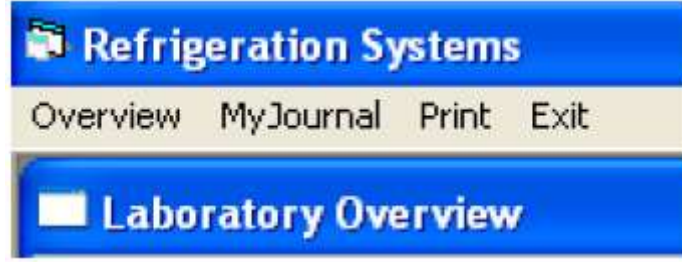 Refrigeration Systems
Overview MyJournal Print Exit
Laboratory Overview